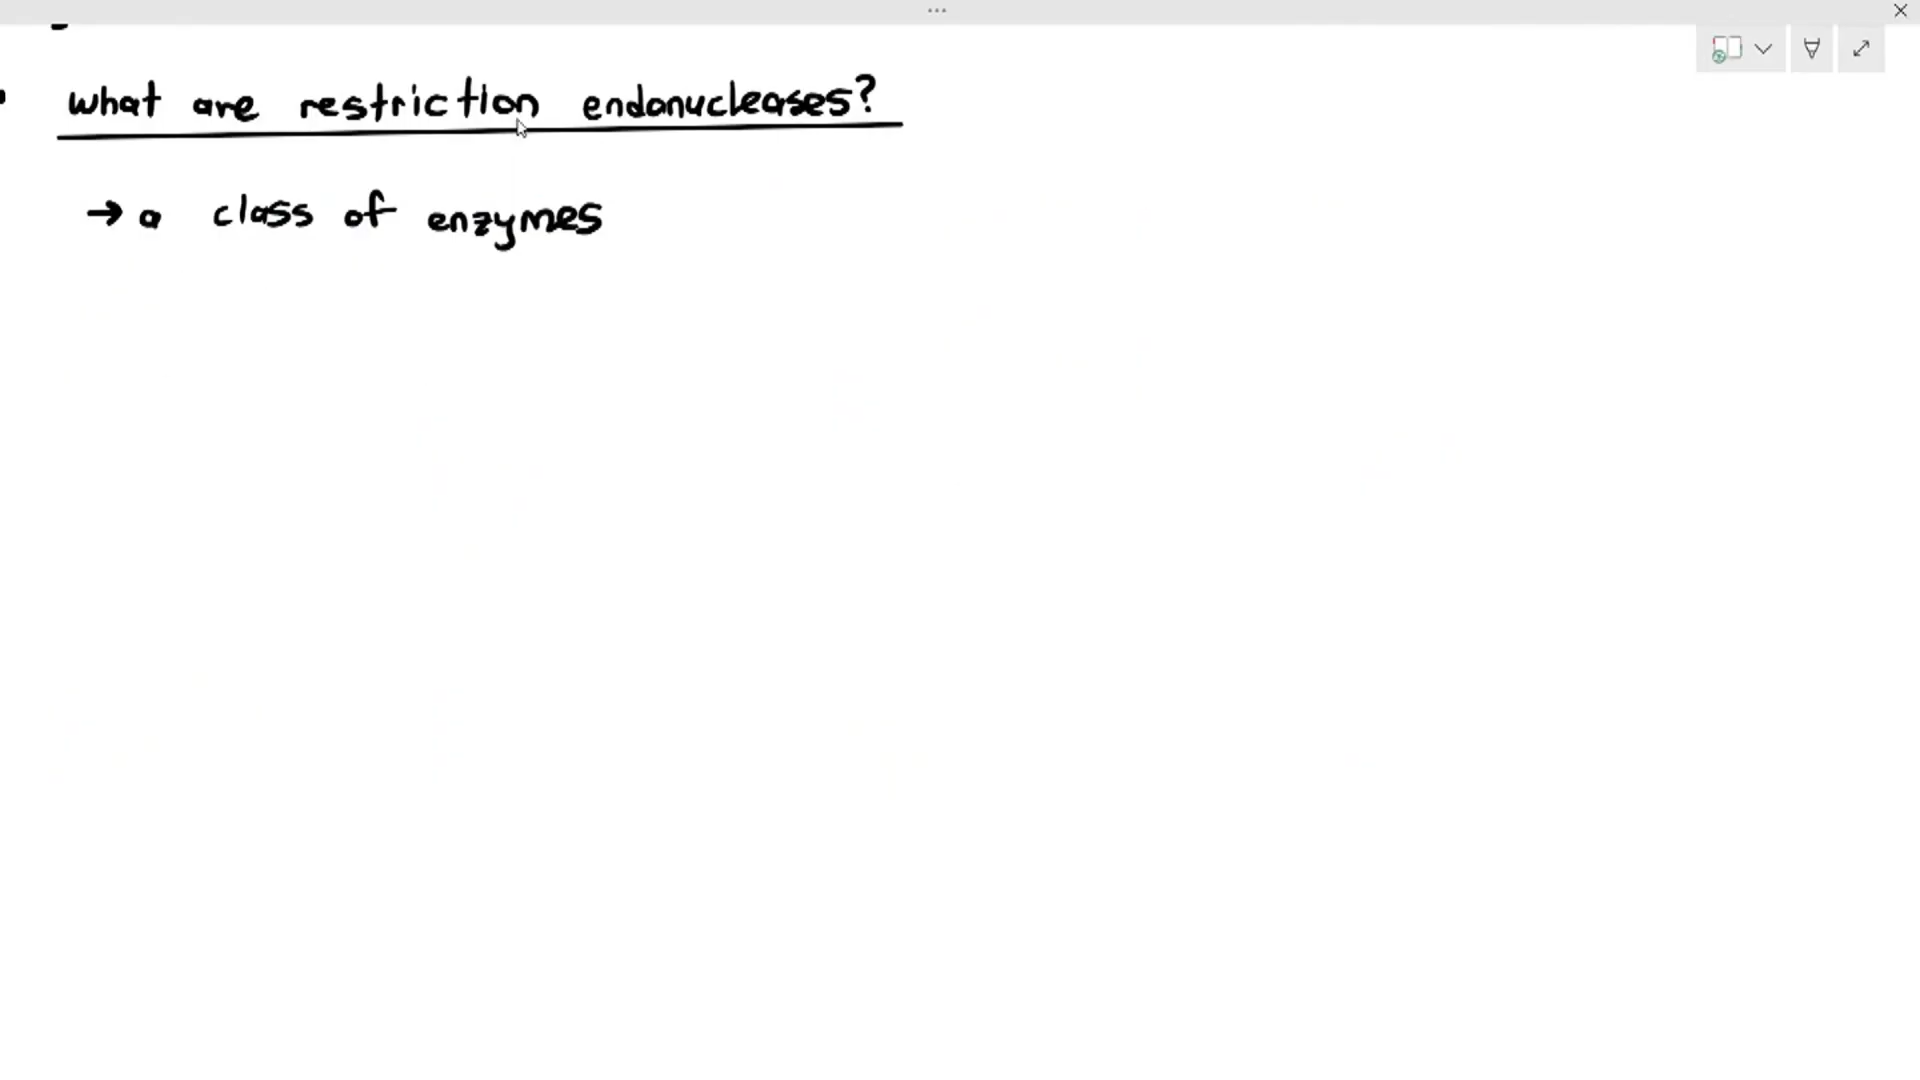 what are restriction endonucleases?
→ a class of enzymes